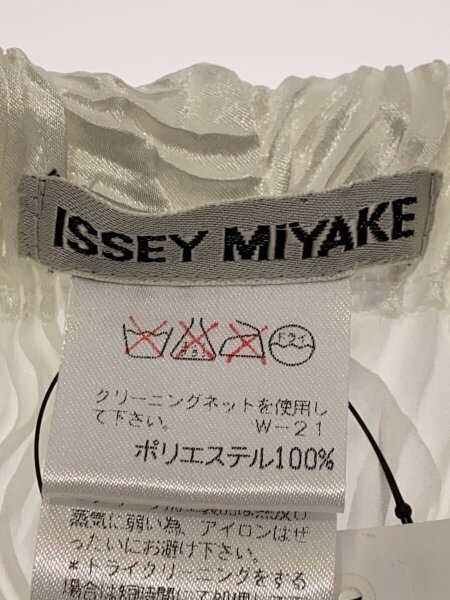 ISSEY MIYAKE
クリーニングネットを使用し
て下さい。 W-21
ポリエステル100%
蒸気に弱い為、アイロンはぜ
ったいにお避け下さい。
*ドライクリーニングをする